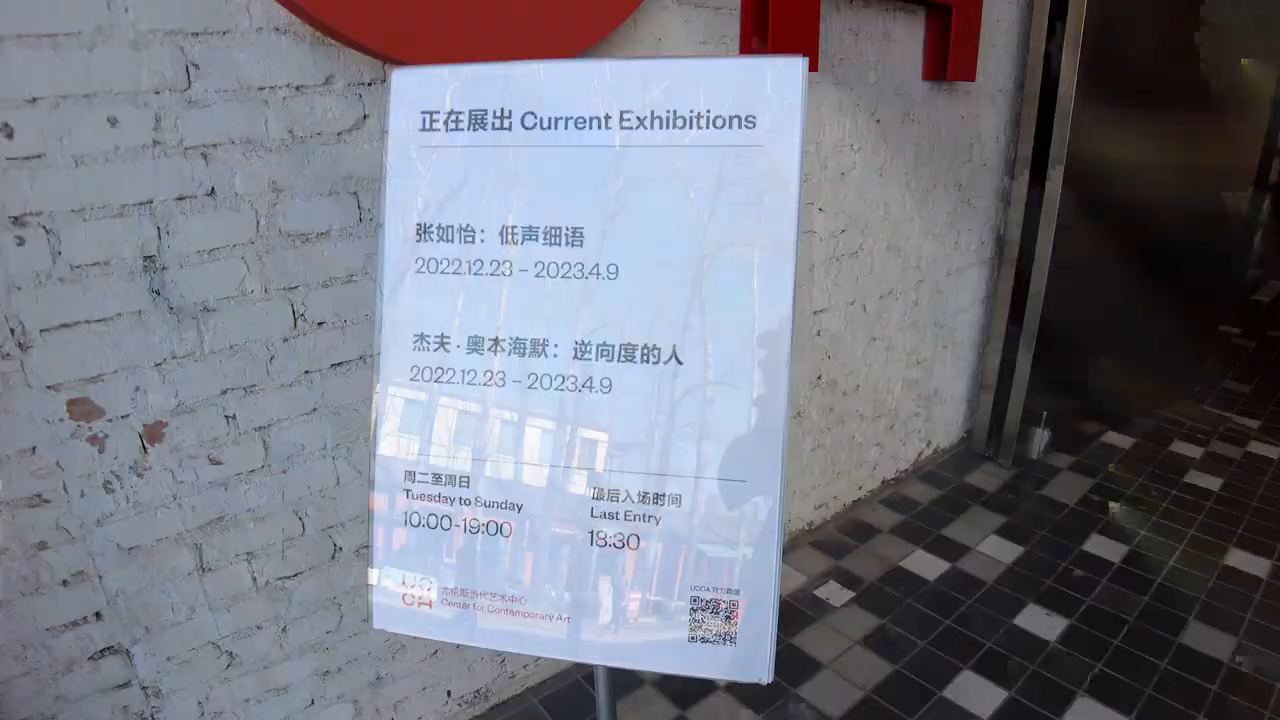 正在展出 Current Exhibitions
张如怡：低声细语
2022.12.23 – 2023.4.9
杰夫·奥本海默：逆向度的人
2022.12.23 – 2023.4.9
周二至周日
Tuesday to Sunday
10:00-19:00
最后入场时间
Last Entry
18:30
UC
CA
尤伦斯当代艺术中心
Center for Contemporary Art
UCCA 官方微信